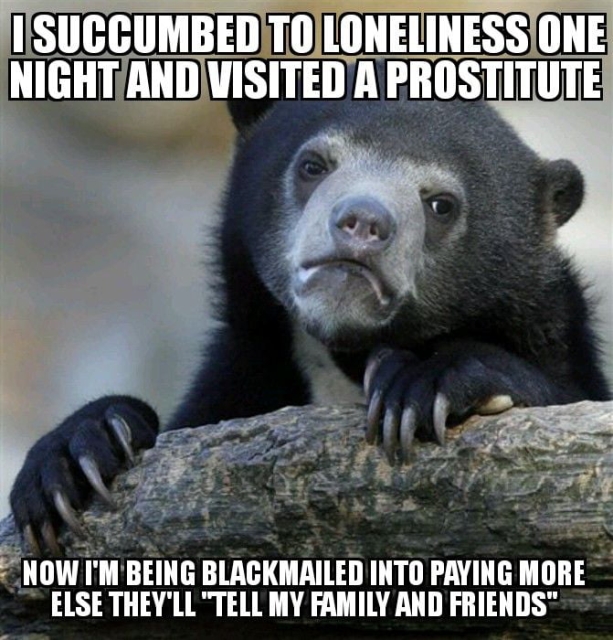 I SUCCUMBED TO LONELINESS ONE
NIGHT AND VISITED A PROSTITUTE
NOW I'M BEING BLACKMAILED INTO PAYING MORE
ELSE THEY'LL "TELL MY FAMILY AND FRIENDS"